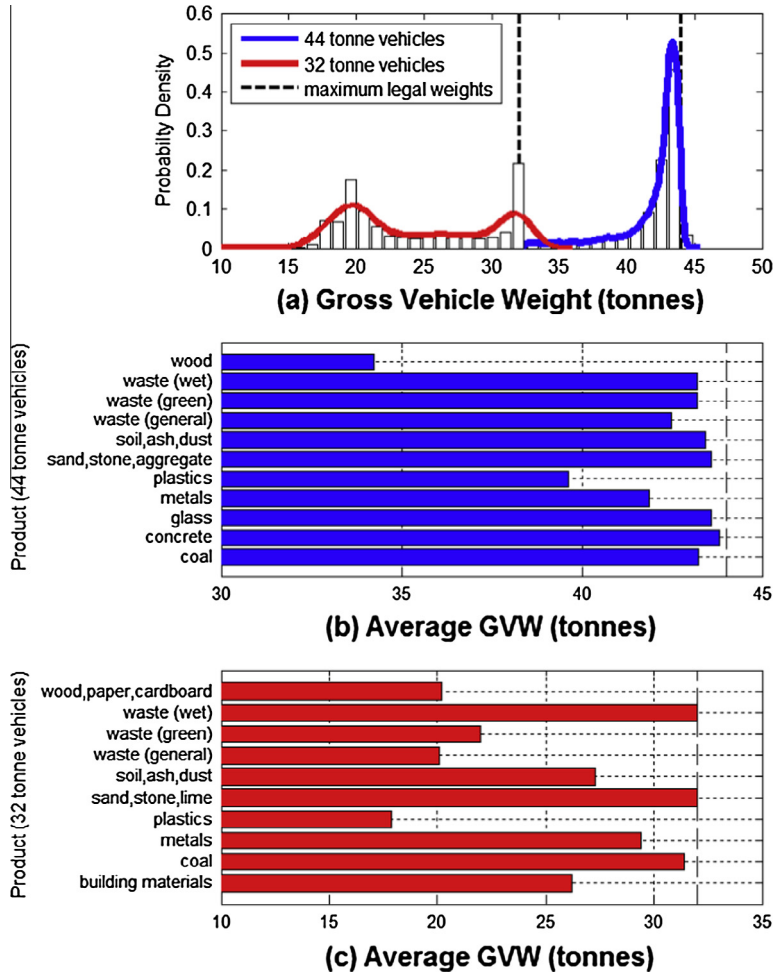 0.6
0.5
0.4
0.3
0.2
0.1
0
Probabilty Density
44 tonne vehicles
32 tonne vehicles
maximum legal weights
10 15 20 25 30 35 40 45 50
(a) Gross Vehicle Weight (tonnes)
Product (44 tonne vehicles)
wood
waste (wet)
waste (green)
waste (general)
soil,ash,dust
sand,stone,aggregate
plastics
metals
glass
concrete
coal
30 35 40 45
(b) Average GVW (tonnes)
Product (32 tonne vehicles)
wood,paper,cardboard
waste (wet)
waste (green)
waste (general)
soil,ash,dust
sand,stone,lime
plastics
metals
coal
building materials
10 15 20 25 30 35
(c) Average GVW (tonnes)